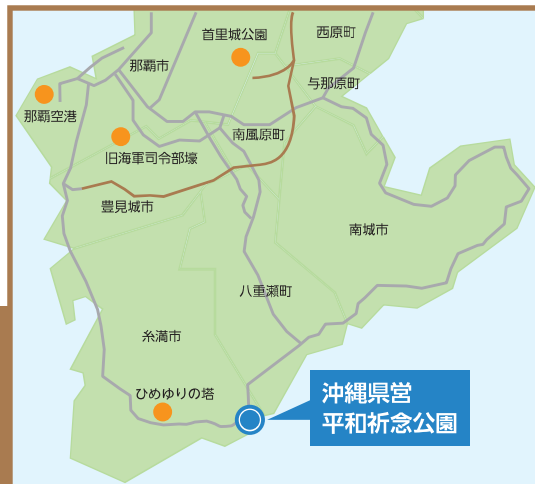 首里城公園
西原町
那覇市
与那原町
那覇空港
南風原町
旧海軍司令部壕
豊見城市
南城市
八重瀬町
糸満市
ひめゆりの塔
沖縄県営
平和祈念公園